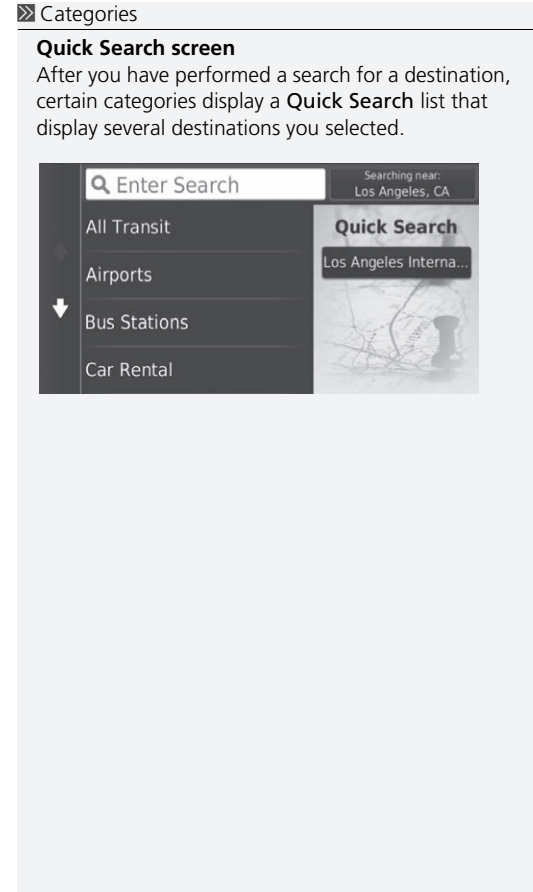 Categories
Quick Search screen
After you have performed a search for a destination,
certain categories display a Quick Search list that
display several destinations you selected.
Enter Search
Searching near:
Los Angeles, CA
All Transit
Quick Search
Airports
Los Angeles Interna...
Bus Stations
Car Rental